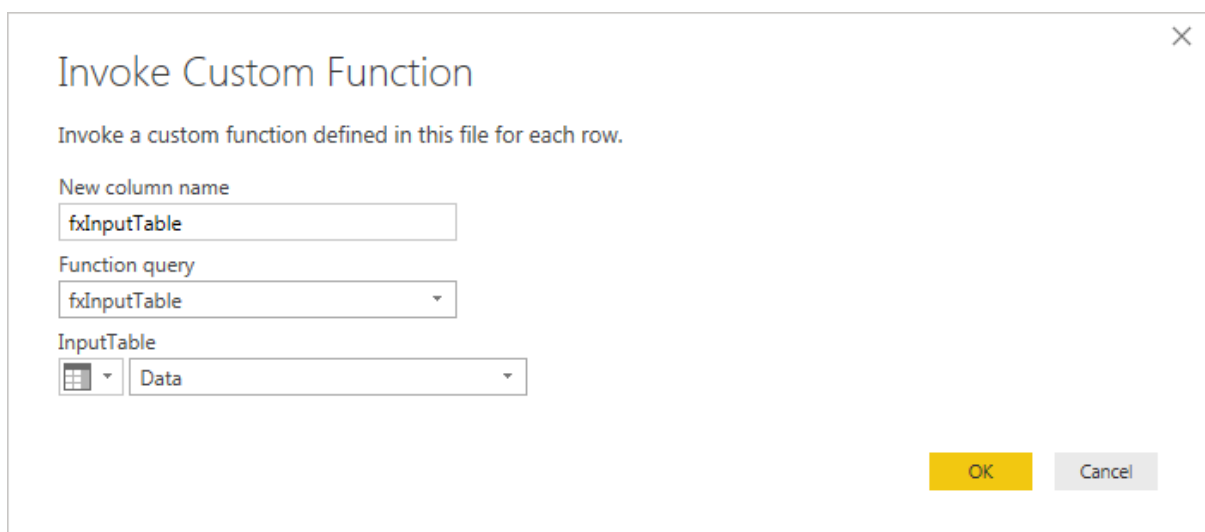 Invoke Custom Function
Invoke a custom function defined in this file for each row.
New column name
fxInputTable
Function query
fxInputTable
InputTable
Data
OK Cancel